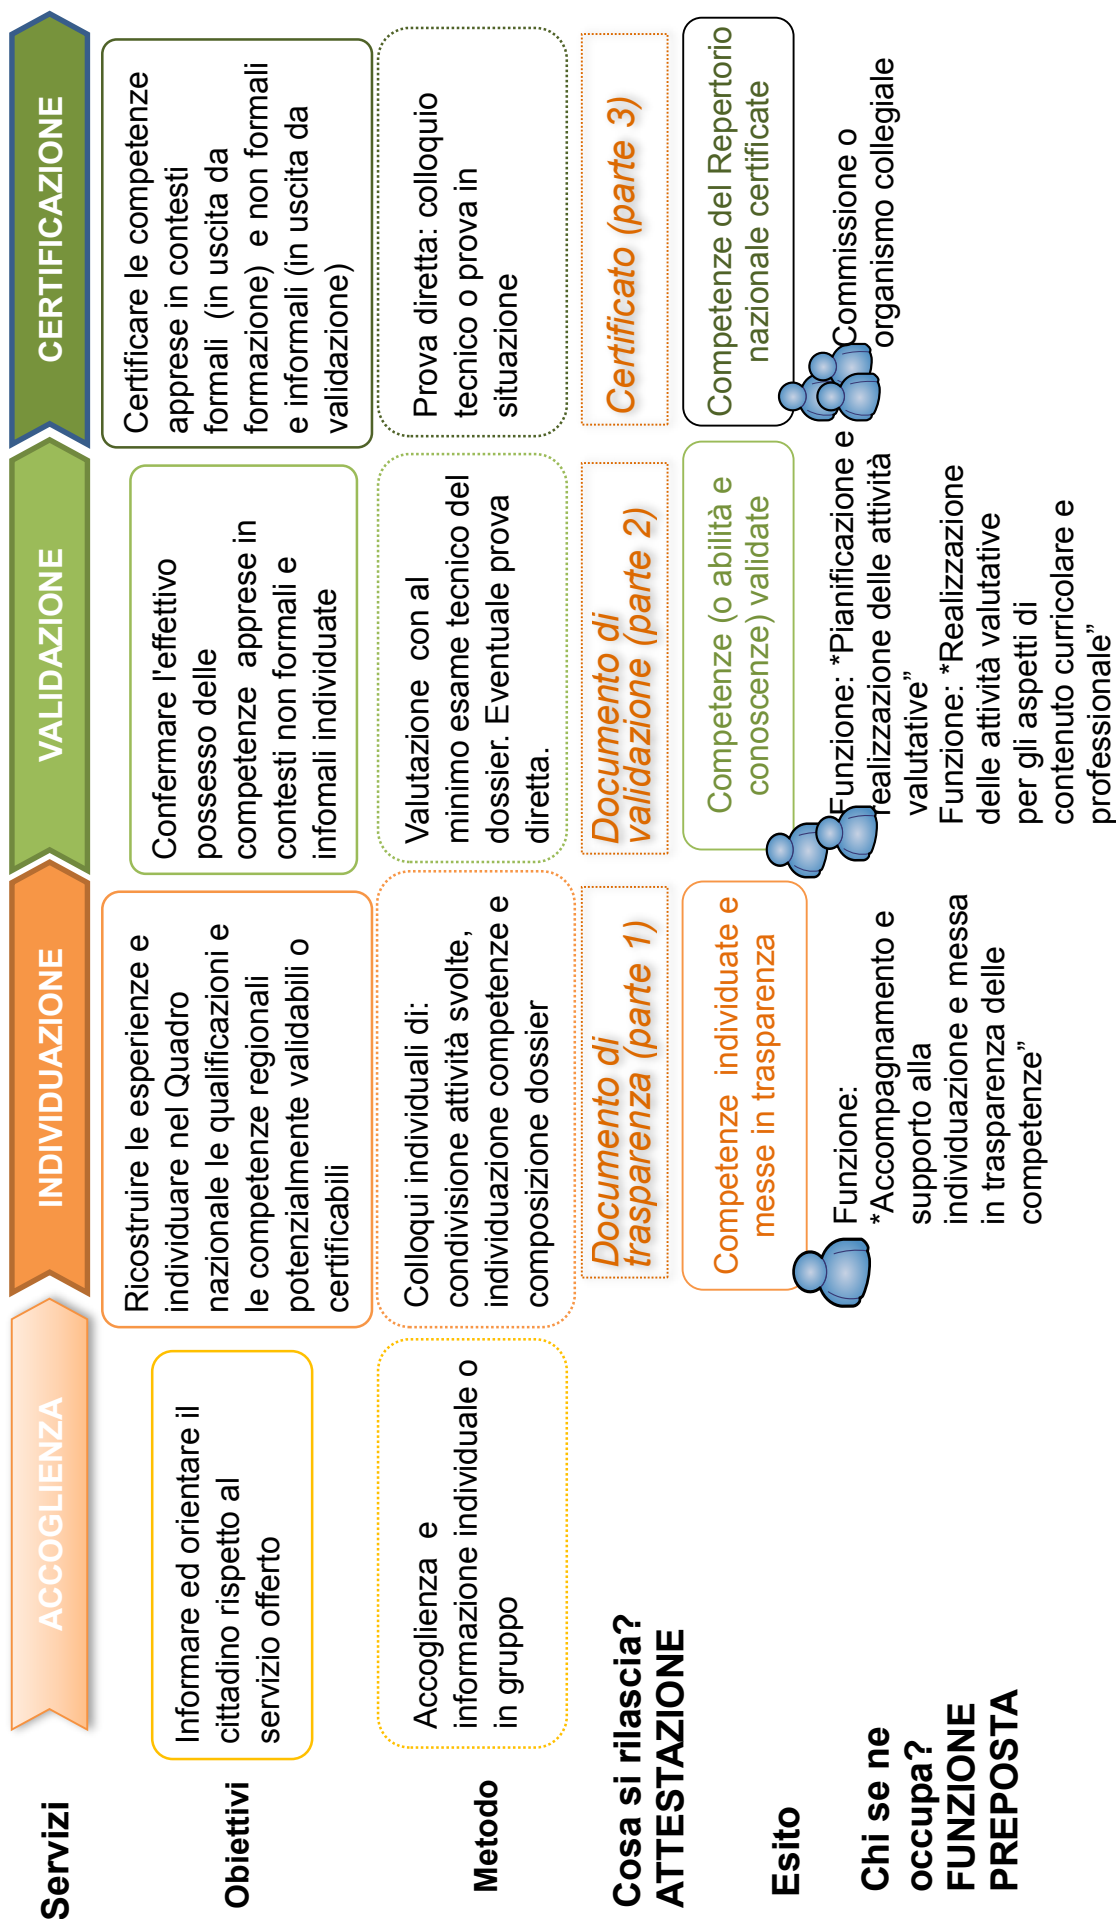 Servizi
ACCOGLIENZA
INDIVIDUAZIONE
VALIDAZIONE
CERTIFICAZIONE
Obiettivi
Informare ed orientare il
cittadino rispetto al
servizio offerto
Ricostruire le esperienze e
individuare nel Quadro
nazionale le qualificazioni e
le competenze regionali
potenzialmente validabili o
certificabili
Confermare l'effettivo
possesso delle
competenze apprese in
contesti non formali e
infomali individuate
Certificare le competenze
apprese in contesti
formali (in uscita da
formazione) e non formali
e informali (in uscita da
validazione)
Metodo
Accoglienza e
informazione individuale o
in gruppo
Colloqui individuali di:
condivisione attività svolte,
individuazione competenze e
composizione dossier
Valutazione con al
minimo esame tecnico del
dossier. Eventuale prova
diretta.
Prova diretta: colloquio
tecnico o prova in
situazione
Cosa si rilascia?
ATTESTAZIONE
Documento di
trasparenza (parte 1)
Documento di
validazione (parte 2)
Certificato (parte 3)
Esito
Competenze individuate e
messe in trasparenza
Competenze (o abilità e
conoscenze) validate
Competenze del Repertorio
nazionale certificate
Chi se ne
occupa?
FUNZIONE
PREPOSTA
Funzione:
*Accompagnamento e
supporto alla
individuazione e messa
in trasparenza delle
competenze”
Funzione: *Pianificazione e
realizzazione delle attività
valutative”
Funzione: *Realizzazione
delle attività valutative
per gli aspetti di
contenuto curricolare e
professionale”
Commissione o
organismo collegiale